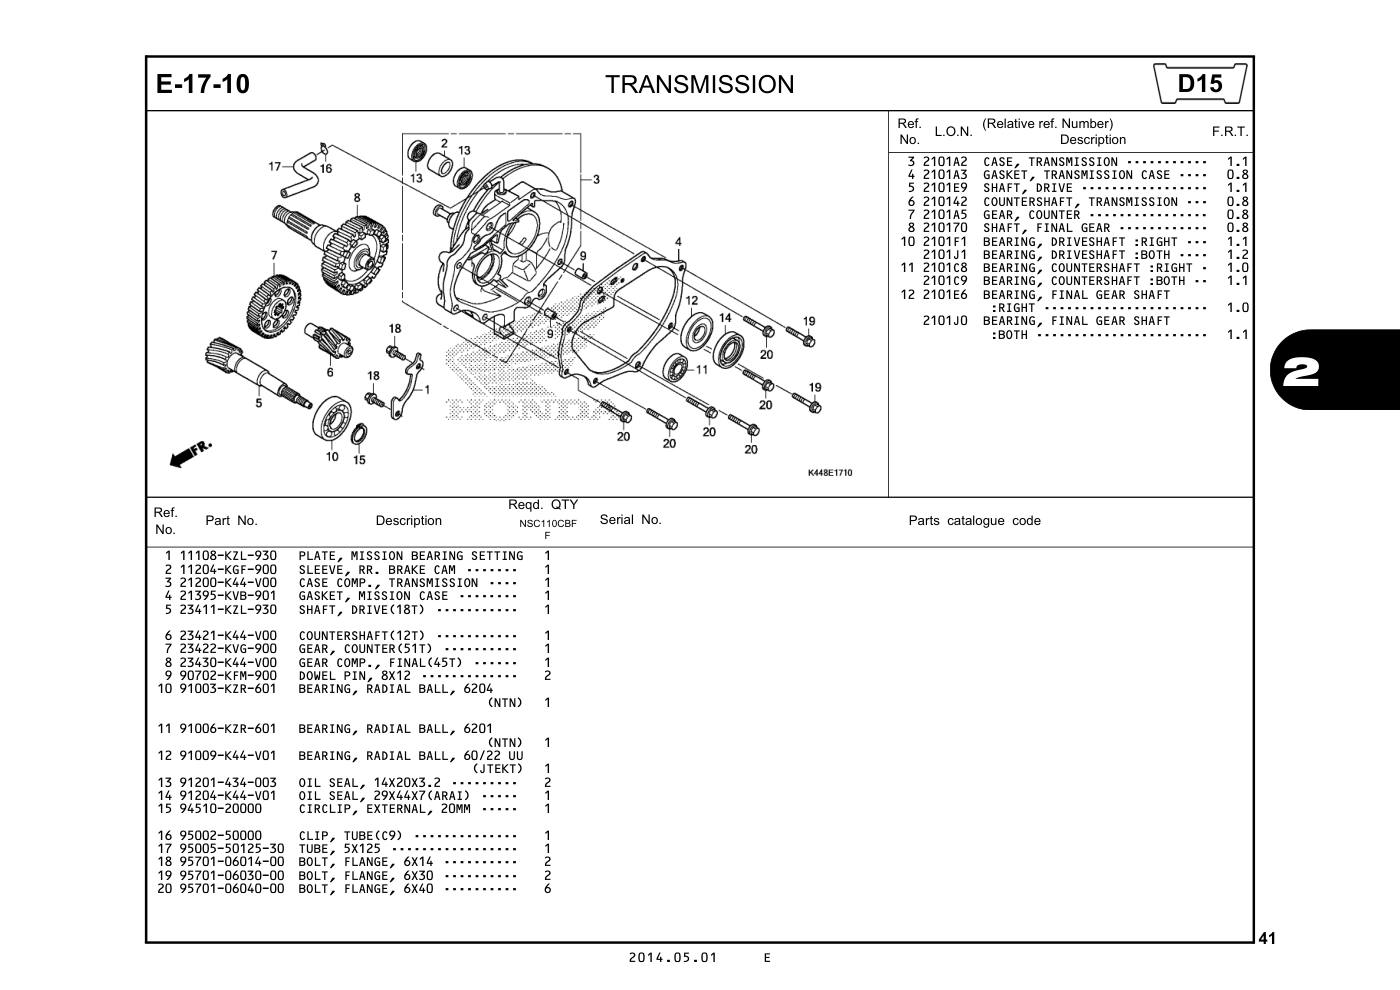 E-17-10
TRANSMISSION
D15
Ref. No. L.O.N. (Relative ref. Number) Description F.R.T.
3 2101A2 CASE, TRANSMISSION ----------- 1.1
4 2101A3 GASKET, TRANSMISSION CASE ---- 0.8
5 2101E9 SHAFT, DRIVE ----------------- 1.1
6 210142 COUNTERSHAFT, TRANSMISSION --- 0.8
7 2101A5 GEAR, COUNTER ---------------- 0.8
8 210170 SHAFT, FINAL GEAR ------------ 0.8
10 2101F1 BEARING, DRIVESHAFT :RIGHT --- 1.1
2101J1 BEARING, DRIVESHAFT :BOTH ---- 1.2
11 2101C8 BEARING, COUNTERSHAFT :RIGHT - 1.0
2101C9 BEARING, COUNTERSHAFT :BOTH -- 1.1
12 2101E6 BEARING, FINAL GEAR SHAFT
:RIGHT ---------------------- 1.0
2101J0 BEARING, FINAL GEAR SHAFT
:BOTH ----------------------- 1.1
2
17
16
13
2
13
3
8
7
4
9
9
12
14
11
18
18
6
5
1
10
15
19
20
19
20
20
20
20
20
FR.
HONDA
K448E1710
Ref. No. Part No. Description Reqd. QTY NSC110CBF F Serial No. Parts catalogue code
1 11108-KZL-930 PLATE, MISSION BEARING SETTING 1
2 11204-KGF-900 SLEEVE, RR. BRAKE CAM ------- 1
3 21200-K44-V00 CASE COMP., TRANSMISSION ---- 1
4 21395-KVB-901 GASKET, MISSION CASE -------- 1
5 23411-KZL-930 SHAFT, DRIVE(18T) ----------- 1
6 23421-K44-V00 COUNTERSHAFT(12T) ----------- 1
7 23422-KVG-900 GEAR, COUNTER(51T) ---------- 1
8 23430-K44-V00 GEAR COMP., FINAL(45T) ------ 1
9 90702-KFM-900 DOWEL PIN, 8X12 ------------- 2
10 91003-KZR-601 BEARING, RADIAL BALL, 6204
(NTN) 1
11 91006-KZR-601 BEARING, RADIAL BALL, 6201
(NTN) 1
12 91009-K44-V01 BEARING, RADIAL BALL, 60/22 UU
(JTEKT) 1
13 91201-434-003 OIL SEAL, 14X20X3.2 --------- 2
14 91204-K44-V01 OIL SEAL, 29X44X7(ARAI) ----- 1
15 94510-20000 CIRCLIP, EXTERNAL, 20MM ----- 1
16 95002-50000 CLIP, TUBE(C9) -------------- 1
17 95005-50125-30 TUBE, 5X125 ----------------- 1
18 95701-06014-00 BOLT, FLANGE, 6X14 ---------- 2
19 95701-06030-00 BOLT, FLANGE, 6X30 ---------- 2
20 95701-06040-00 BOLT, FLANGE, 6X40 ---------- 6
41
2014.05.01 E